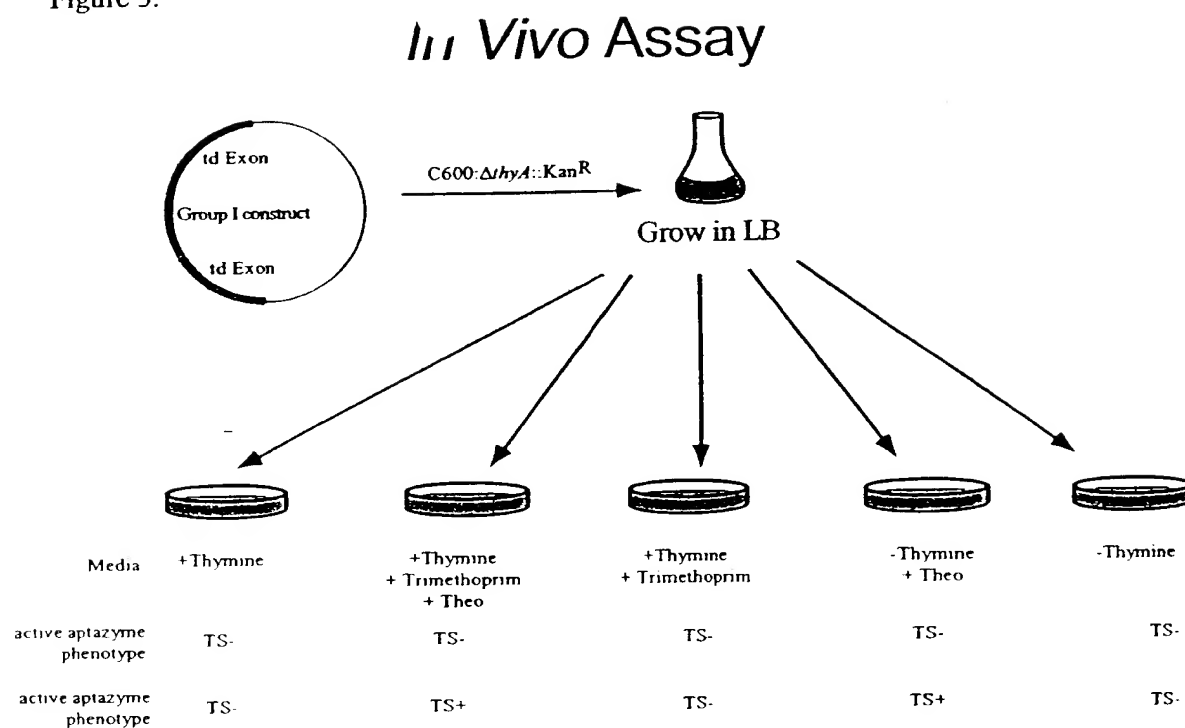 Figure 5.
In Vivo Assay
td Exon
Group I construct
td Exon
C600:ΔthyA::KanR
Grow in LB
Media +Thymine +Thymine + Trimethoprim + Theo +Thymine + Trimethoprim -Thymine + Theo -Thymine
active aptazyme phenotype TS- TS- TS- TS- TS-
active aptazyme phenotype TS- TS+ TS- TS+ TS-